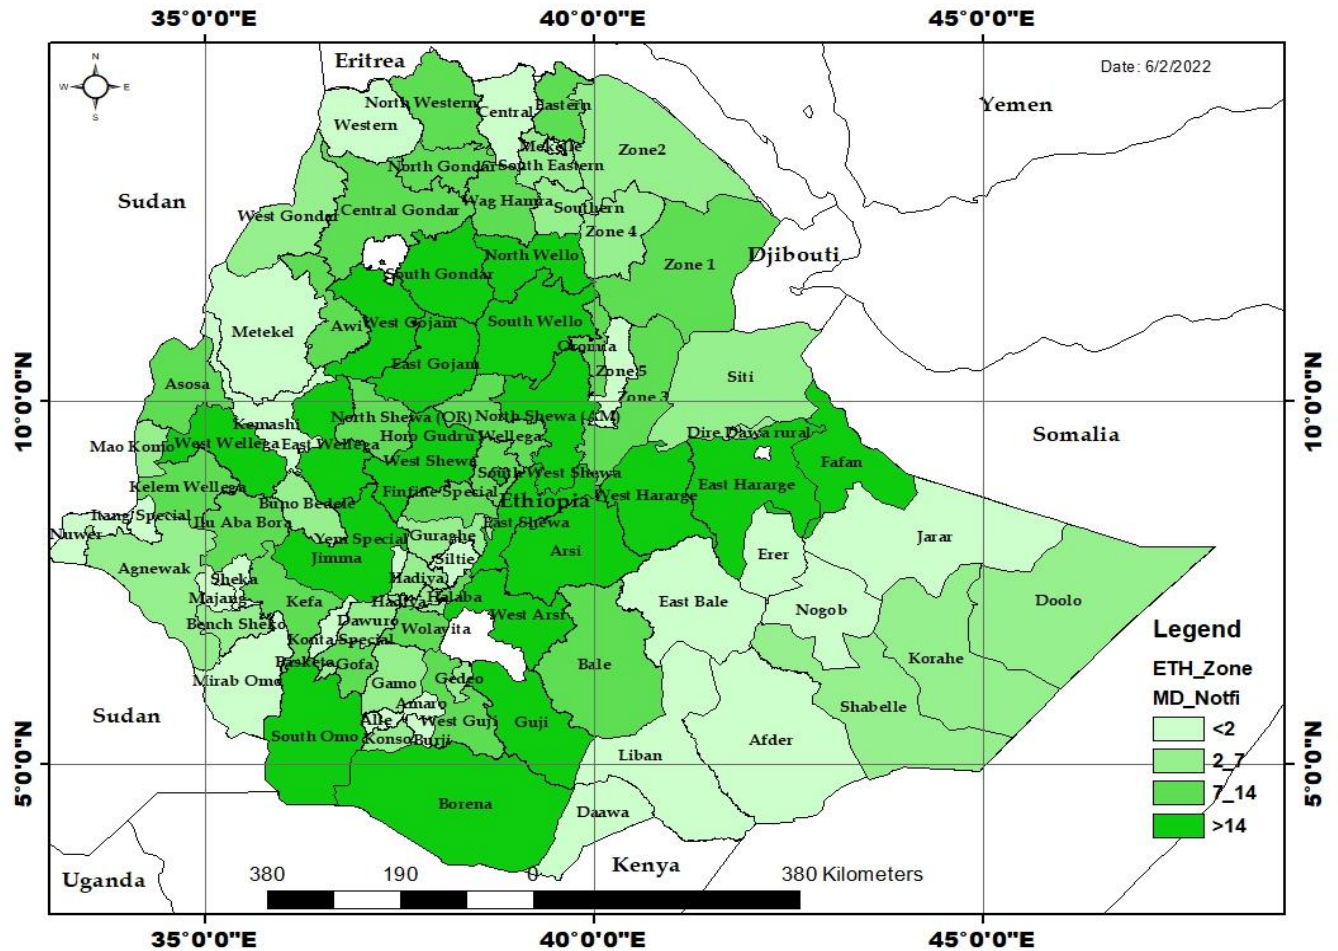 35°0'0"E 40°0'0"E 45°0'0"E
N
W E
S
Eritrea
Date: 6/2/2022
Yemen
North Western
Central
Eastern
Western
Mekelle
Zone2
North Gondar
South Eastern
Sudan
Wag Hamra
Central Gondar
Southern
West Gondar
Zone 4
North Wello
Djibouti
Zone 1
South Gondar
Metekel
Awi
West Gojam
South Wello
Oromia
East Gojam
Zone 5
Siti
10°0'0"N
10°0'0"N
Asosa
Zone 3
North Shewa (OR)
North Shewa (AM)
Kemashi
Dire Dawa rural
Somalia
Mao Komo
West Wellega
East Wellega
Horo Gudru Wellega
West Shewa
Fafan
South West Shewa
East Hararge
Kelem Wellega
Finfine Special
West Hararge
Buno Bedele
Ethiopia
Itang Special
Ilu Aba Bora
East Shewa
Nuwer
Yem Special
Guraghe
Jarar
Arsi
Jimma
Siltie
Erer
Agnewak
Sheka
Hadiya
Majang
Kefa
Hadiya
Halaba
East Bale
Nogob
Doolo
West Arsi
Bench Sheko
Dawuro
Wolayita
Legend
Konta Special
Basketo
Gofa
Bale
Korahe
ETH_Zone
Mirab Omo
Gamo
Gedeo
MD_Notfi
Amaro
Shabelle
<2
Sudan
Alle
West Guji
Guji
South Omo
Konso
Burji
Afder
Liban
2_7
5°0'0"N
5°0'0"N
7_14
Borena
Daawa
>14
Kenya
Uganda
380 190 0 380 Kilometers
35°0'0"E 40°0'0"E 45°0'0"E